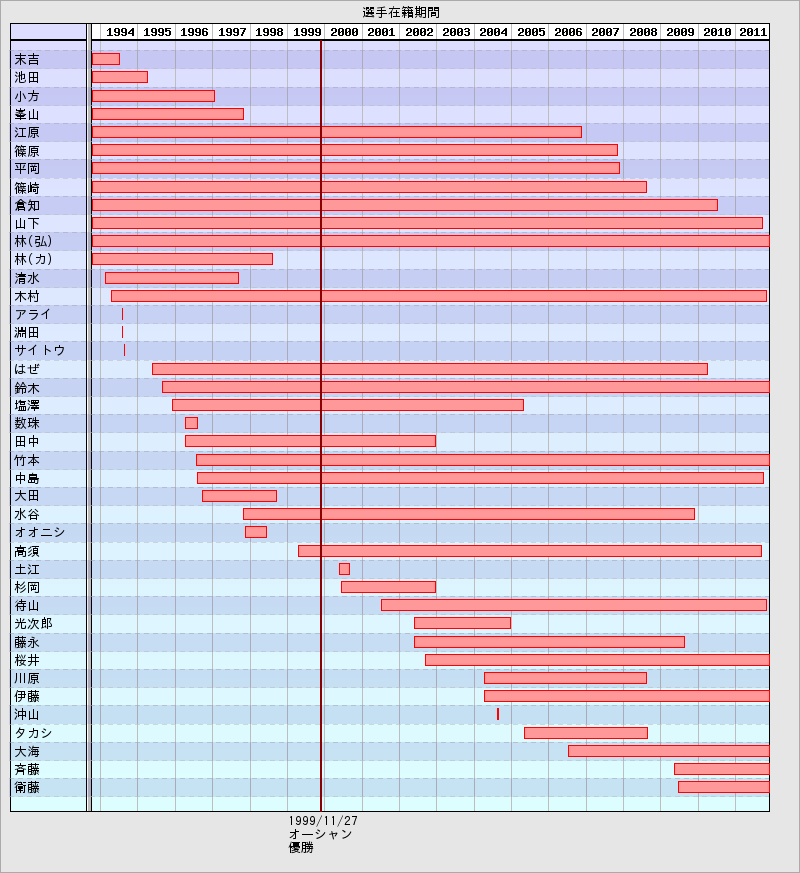 選手在籍期間
1994 1995 1996 1997 1998 1999 2000 2001 2002 2003 2004 2005 2006 2007 2008 2009 2010 2011
末吉
池田
小方
峯山
江原
篠原
平岡
篠崎
倉知
山下
林(弘)
林(カ)
清水
木村
アライ
淵田
サイトウ
はぜ
鈴木
塩澤
数珠
田中
竹本
中島
大田
水谷
オオニシ
高須
土江
杉岡
待山
光次郎
藤永
桜井
川原
伊藤
沖山
タカシ
大海
斉藤
衛藤
1999/11/27
オーシャン
優勝